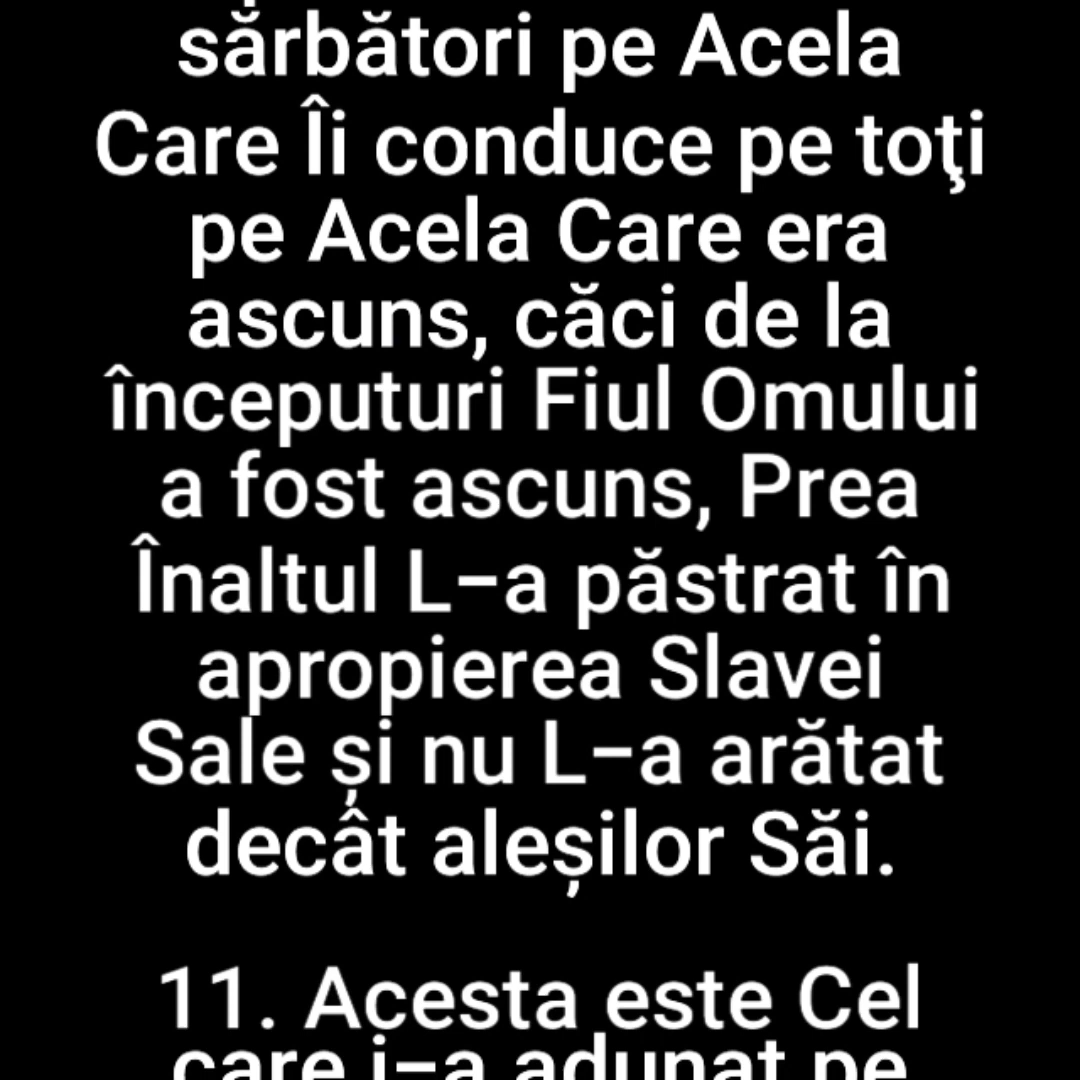 sărbători pe Acela
Care Îi conduce pe toţi
pe Acela Care era
ascuns, căci de la
începuturi Fiul Omului
a fost ascuns, Prea
Înaltul L–a păstrat în
apropierea Slavei
Sale și nu L–a arătat
decât aleșilor Săi.
11. Acesta este Cel
care i–a adunat pe